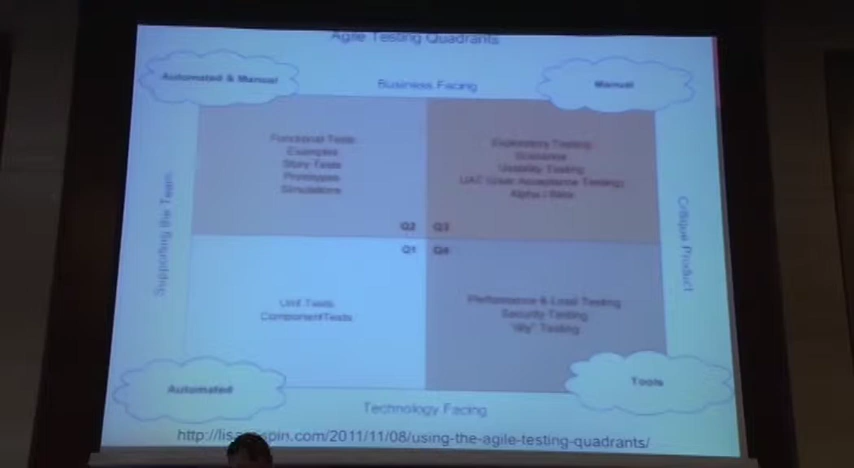 Agile Testing Quadrants
Automated & Manual
Business Facing
Manual
Functional Tests
Examples
Story Tests
Prototypes
Simulations
Exploratory Testing
Scenarios
Usability Testing
UAT (User Acceptance Testing)
Alpha / Beta
Supporting the Team
Critique Product
Q2
Q3
Q1
Q4
Unit Tests
Component Tests
Performance & Load Testing
Security Testing
"ility" Testing
Automated
Tools
Technology Facing
http://lisa pin.com/2011/11/08/using-the-agile-testing-quadrants/